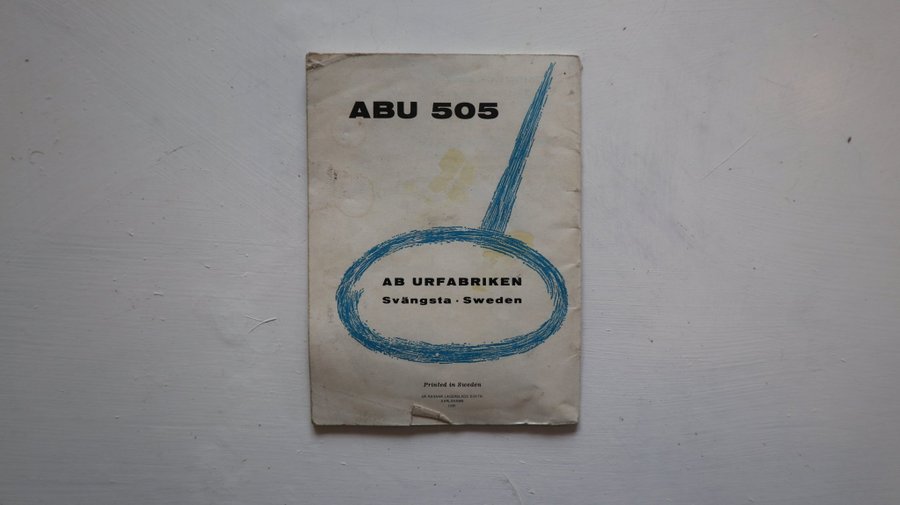 ABU 505
AB URFABRIKEN
Svängsta · Sweden
Printed in Sweden